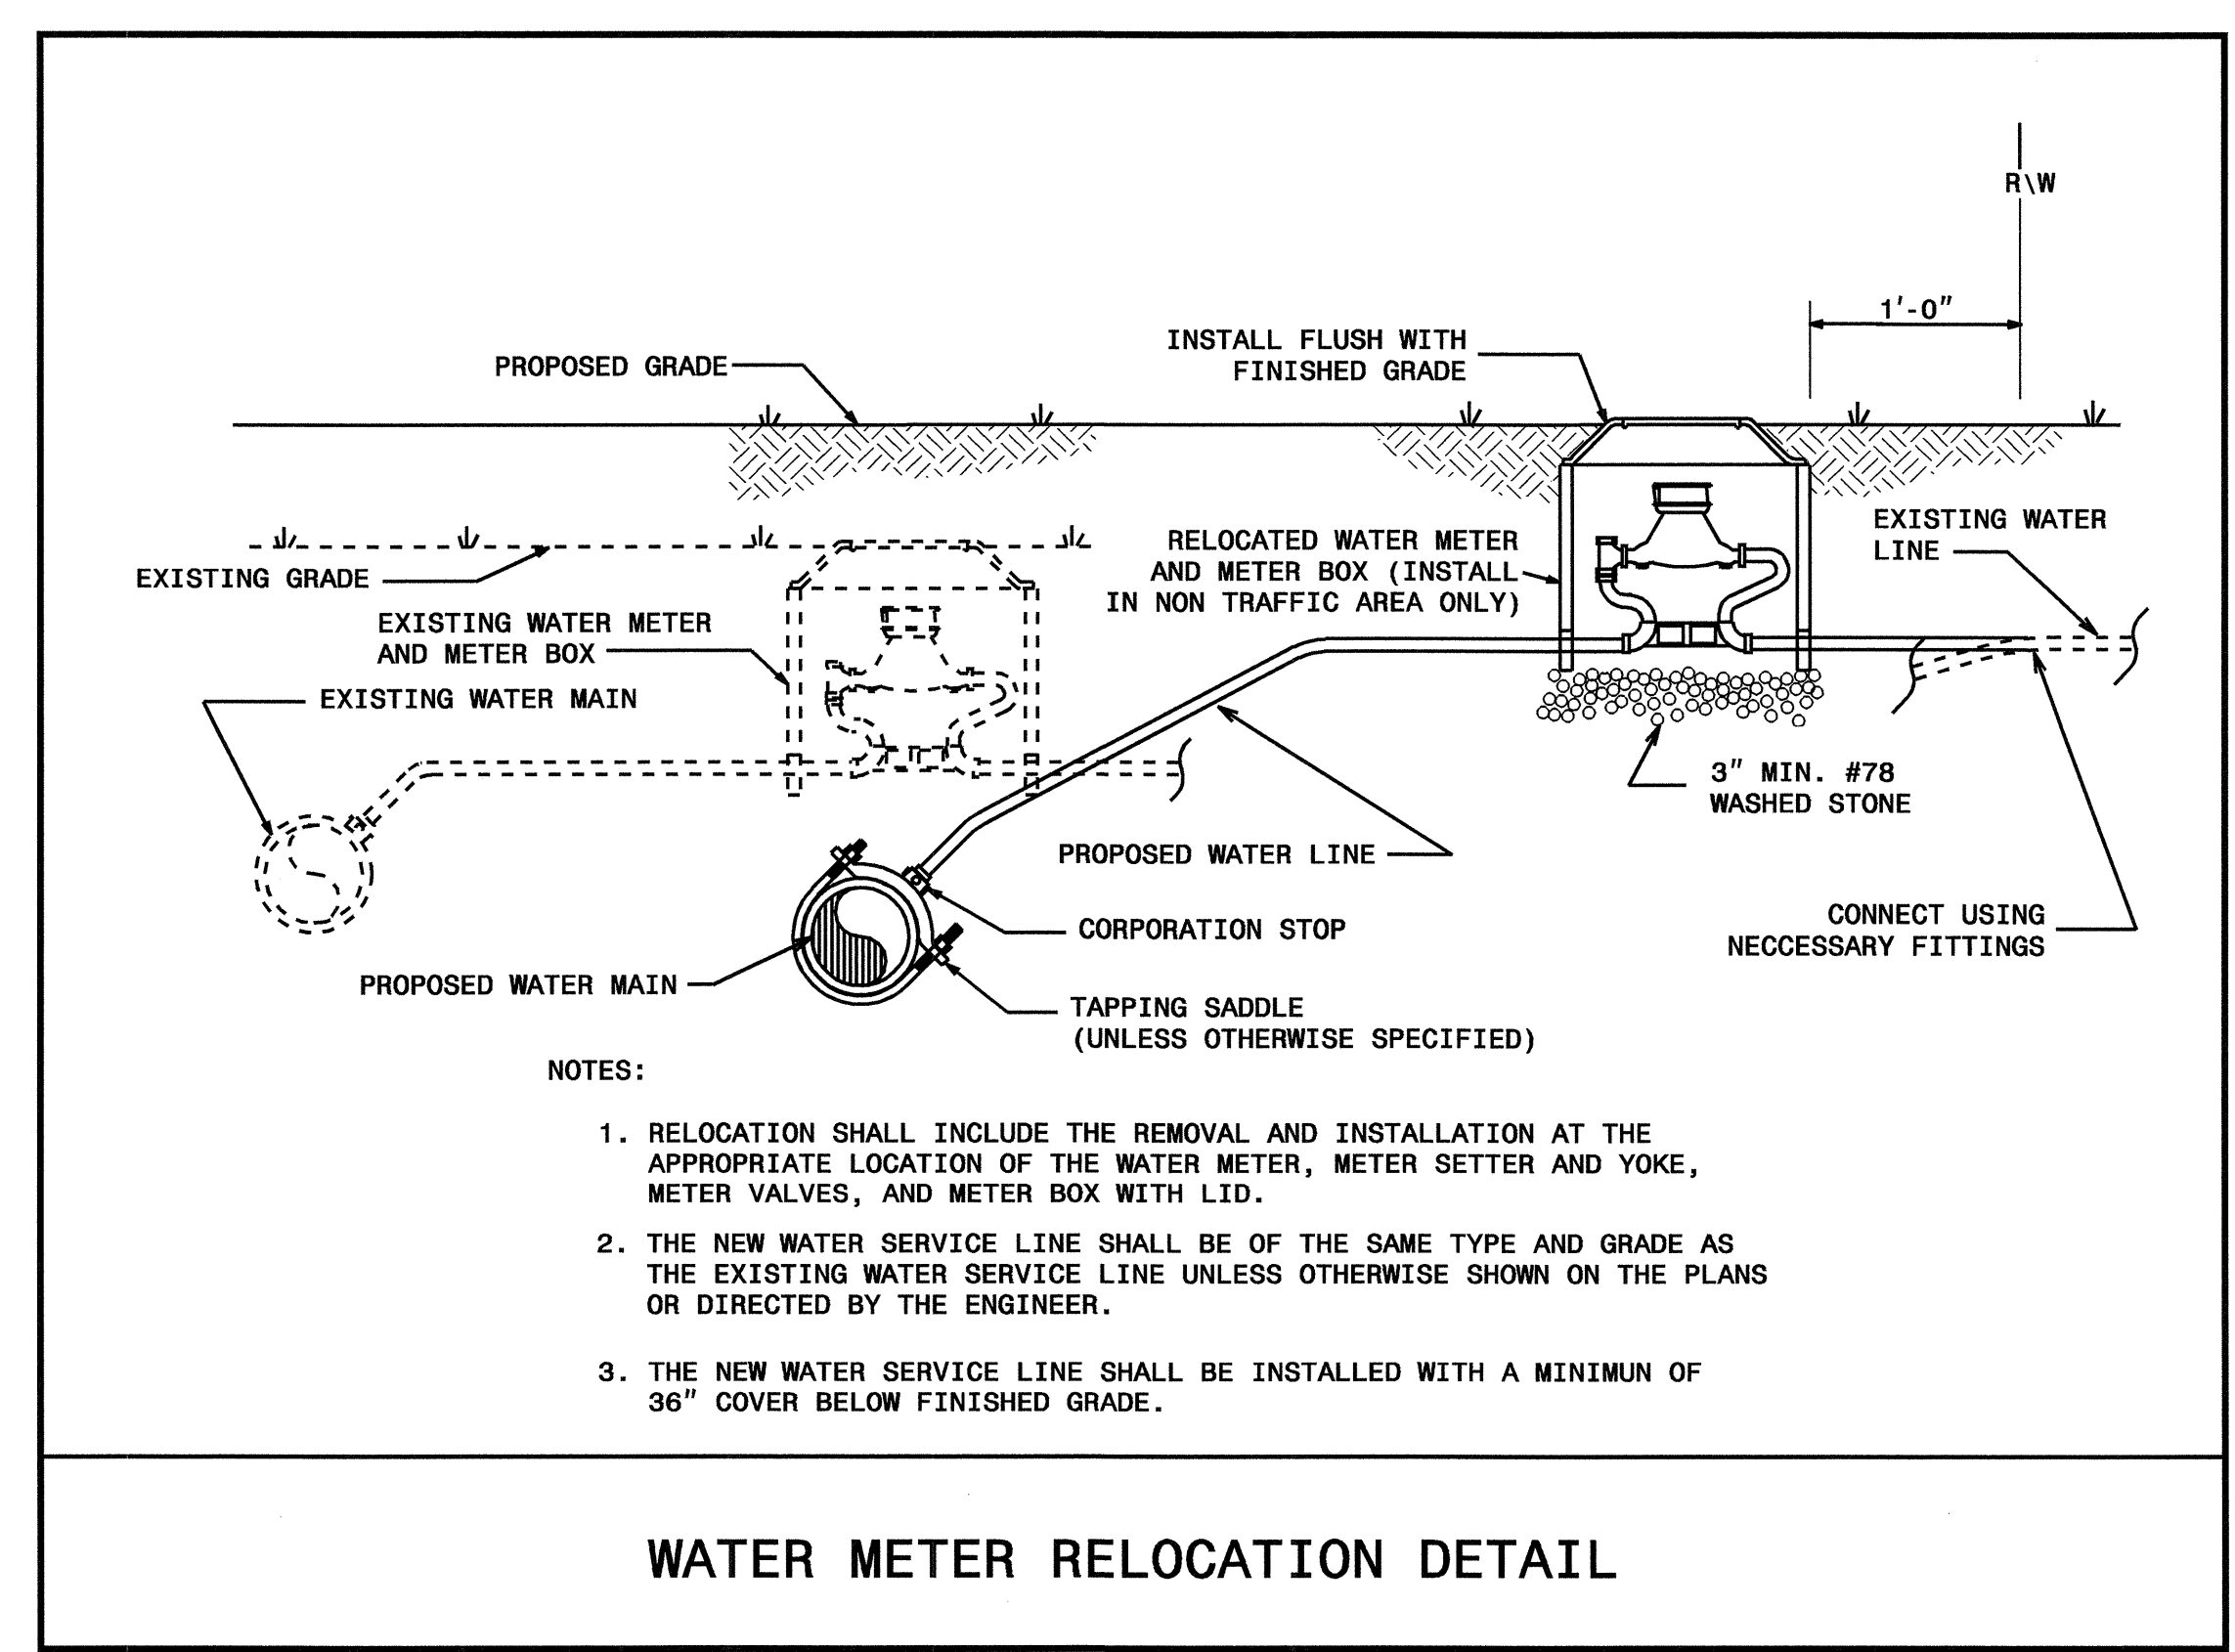 R\W
1'-0"
INSTALL FLUSH WITH
FINISHED GRADE
PROPOSED GRADE
EXISTING WATER
LINE
RELOCATED WATER METER
AND METER BOX (INSTALL
IN NON TRAFFIC AREA ONLY)
EXISTING GRADE
EXISTING WATER METER
AND METER BOX
EXISTING WATER MAIN
3" MIN. #78
WASHED STONE
PROPOSED WATER LINE
CORPORATION STOP
CONNECT USING
NECCESSARY FITTINGS
PROPOSED WATER MAIN
TAPPING SADDLE
(UNLESS OTHERWISE SPECIFIED)
NOTES:
1. RELOCATION SHALL INCLUDE THE REMOVAL AND INSTALLATION AT THE
APPROPRIATE LOCATION OF THE WATER METER, METER SETTER AND YOKE,
METER VALVES, AND METER BOX WITH LID.
2. THE NEW WATER SERVICE LINE SHALL BE OF THE SAME TYPE AND GRADE AS
THE EXISTING WATER SERVICE LINE UNLESS OTHERWISE SHOWN ON THE PLANS
OR DIRECTED BY THE ENGINEER.
3. THE NEW WATER SERVICE LINE SHALL BE INSTALLED WITH A MINIMUN OF
36" COVER BELOW FINISHED GRADE.
WATER METER RELOCATION DETAIL